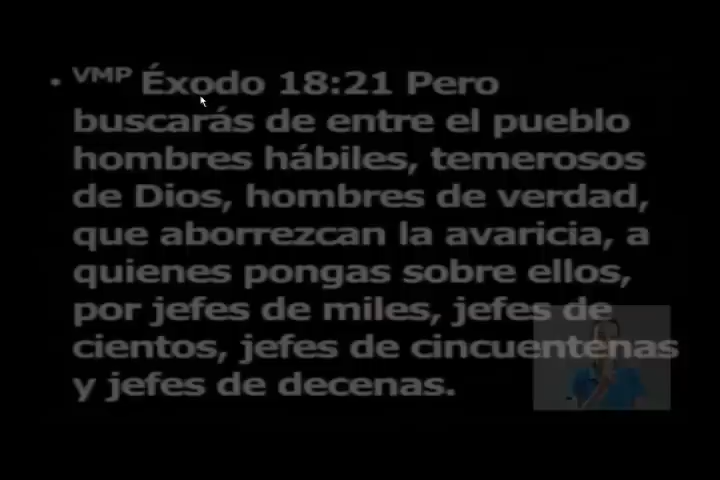 • VMP Éxodo 18:21 Pero
buscarás de entre el pueblo
hombres hábiles, temerosos
de Dios, hombres de verdad,
que aborrezcan la avaricia, a
quienes pongas sobre ellos,
por jefes de miles, jefes de
cientos, jefes de cincuentenas
y jefes de decenas.